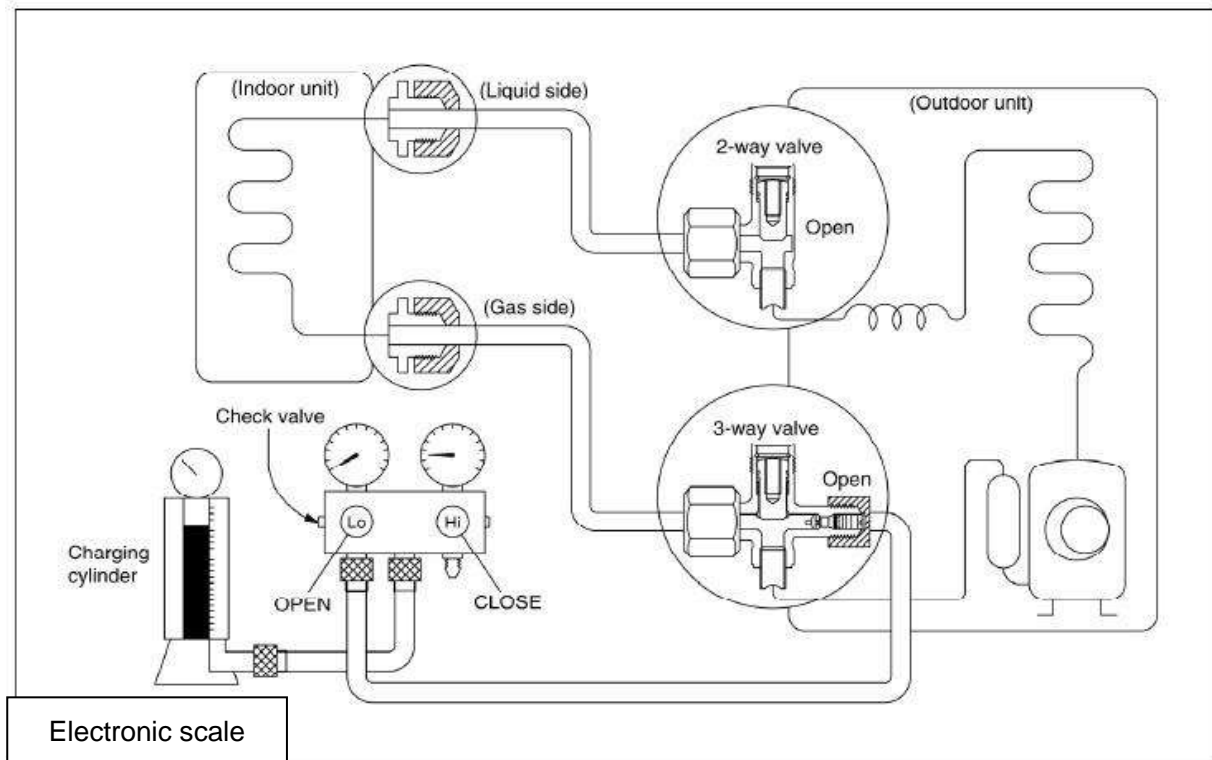 (Indoor unit)
(Liquid side)
(Outdoor unit)
2-way valve
Open
(Gas side)
3-way valve
Open
Check valve
Lo
Hi
Charging
cylinder
OPEN
CLOSE
Electronic scale